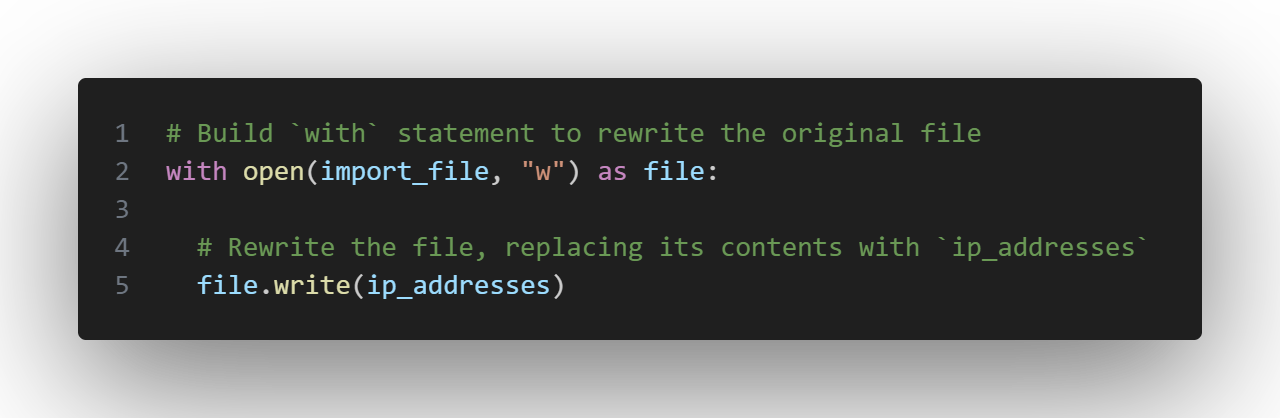 1 # Build `with` statement to rewrite the original file
2 with open(import_file, "w") as file:
3
4   # Rewrite the file, replacing its contents with `ip_addresses`
5   file.write(ip_addresses)